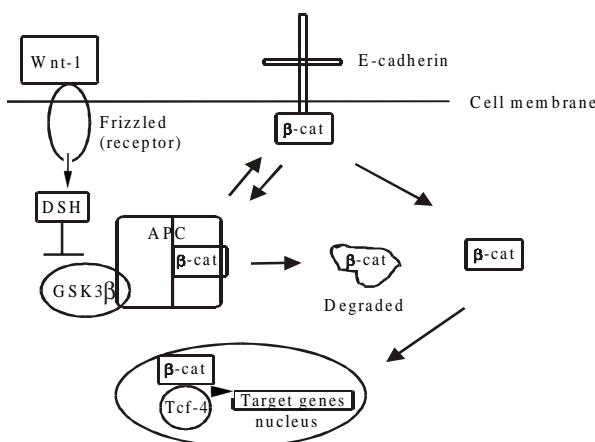 Wnt-1
E-cadherin
Cell membrane
Frizzled
(receptor)
β-cat
DSH
APC
β-cat
β-cat
β-cat
GSK3β
Degraded
β-cat
Tcf-4
Target genes
nucleus